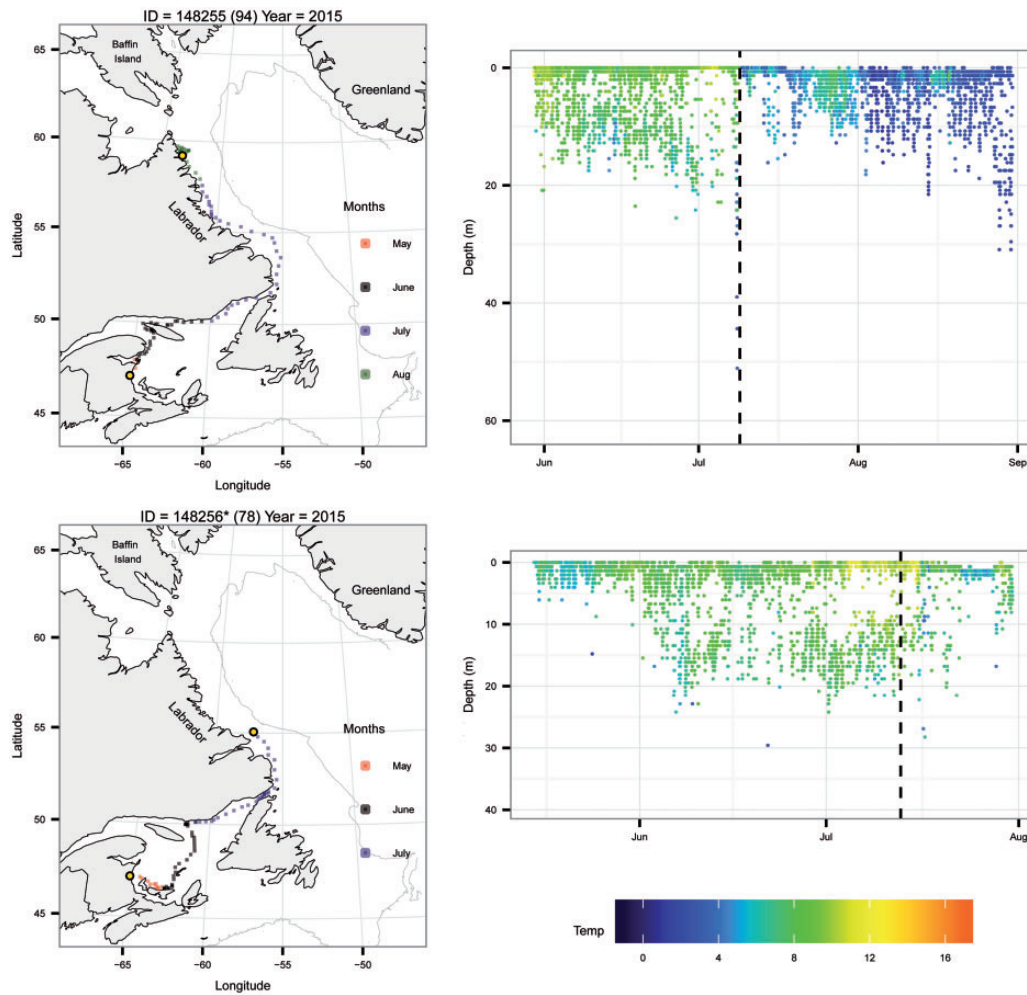 ID = 148255 (94) Year = 2015
65
60
55
50
45
Latitude
Baffin
Island
Greenland
Labrador
Months
May
June
July
Aug
−65
−60
−55
−50
Longitude
0
20
40
60
Depth (m)
Jun
Jul
Aug
Sep
ID = 148256* (78) Year = 2015
65
60
55
50
45
Latitude
Baffin
Island
Greenland
Labrador
Months
May
June
July
−65
−60
−55
−50
Longitude
0
10
20
30
40
Depth (m)
Jun
Jul
Aug
Temp
0
4
8
12
16